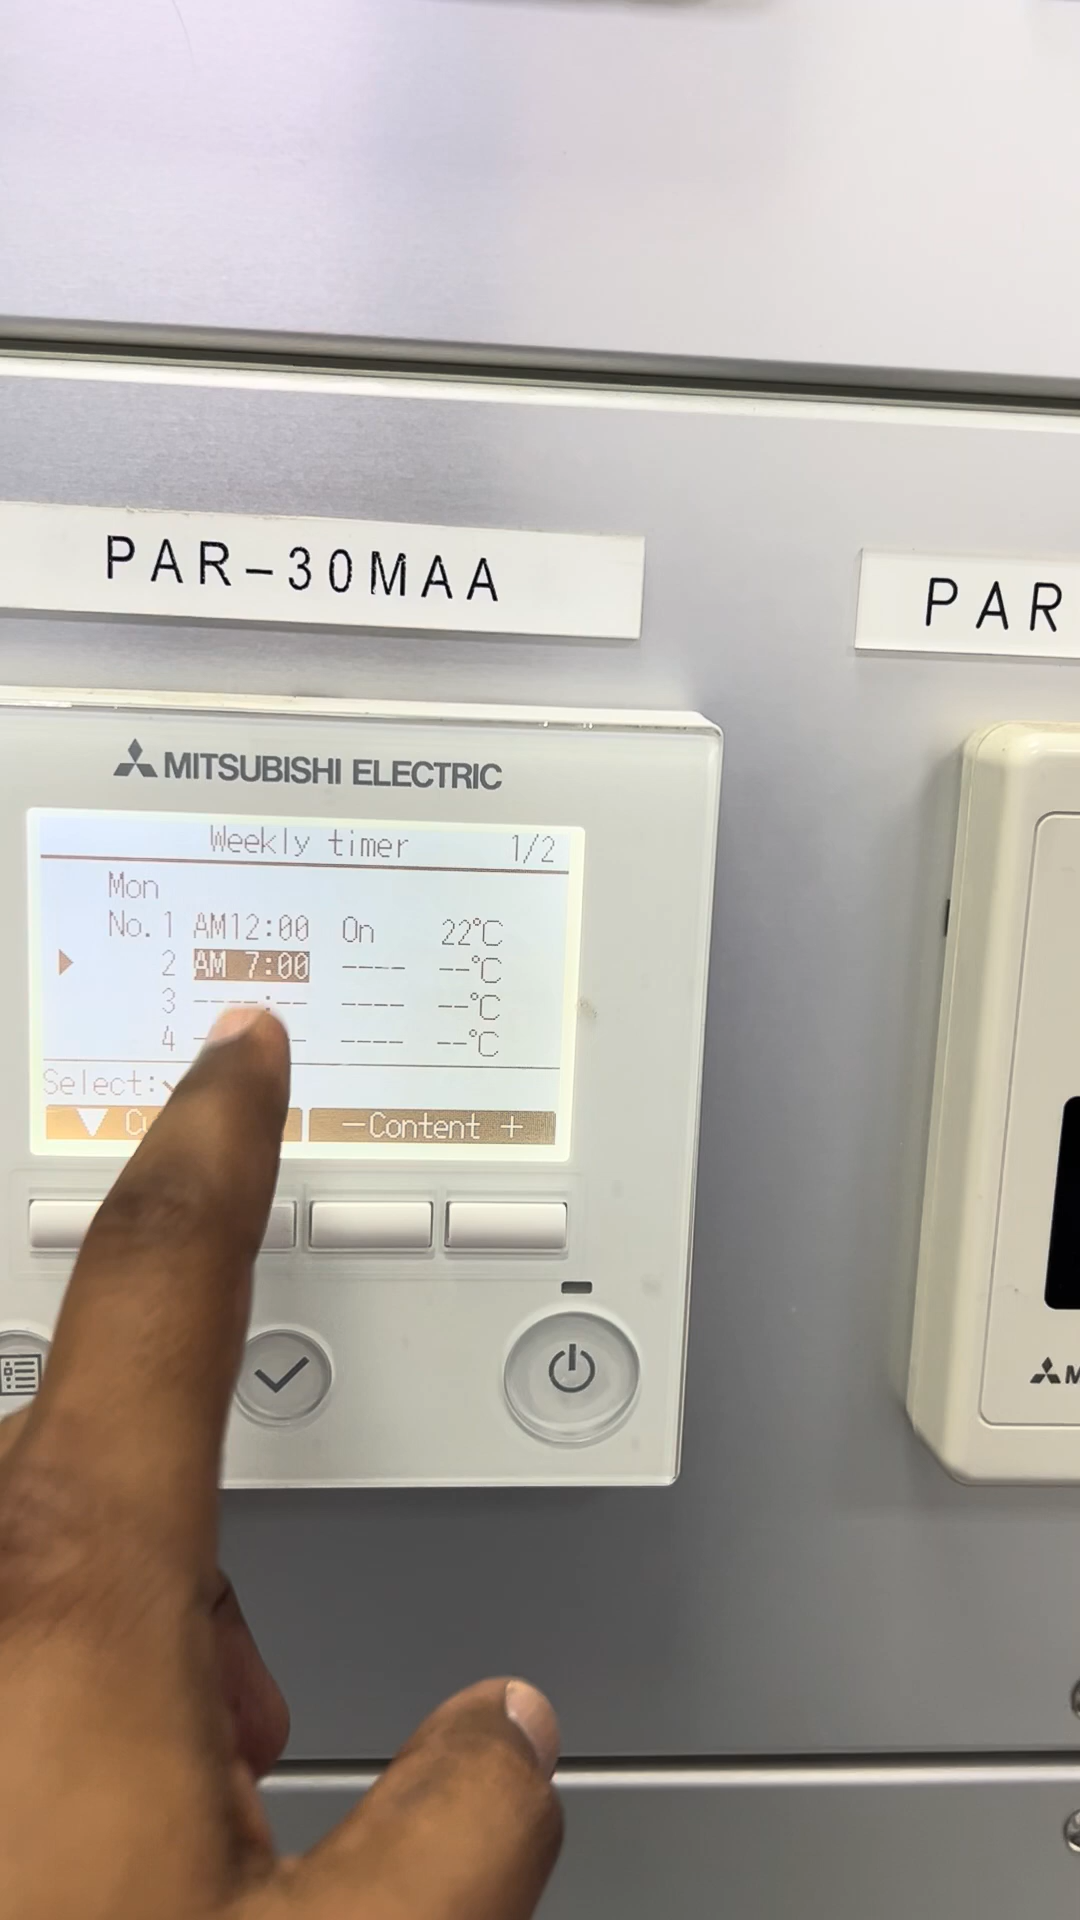 PAR-30MAA
PAR
MITSUBISHI ELECTRIC
Weekly timer 1/2
Mon
No. 1 AM12:00 On 22°C
2 AM 7:00 ---- --°C
3 ----:-- ---- --°C
4 ---- --°C
Select:✓
▼ −Content +